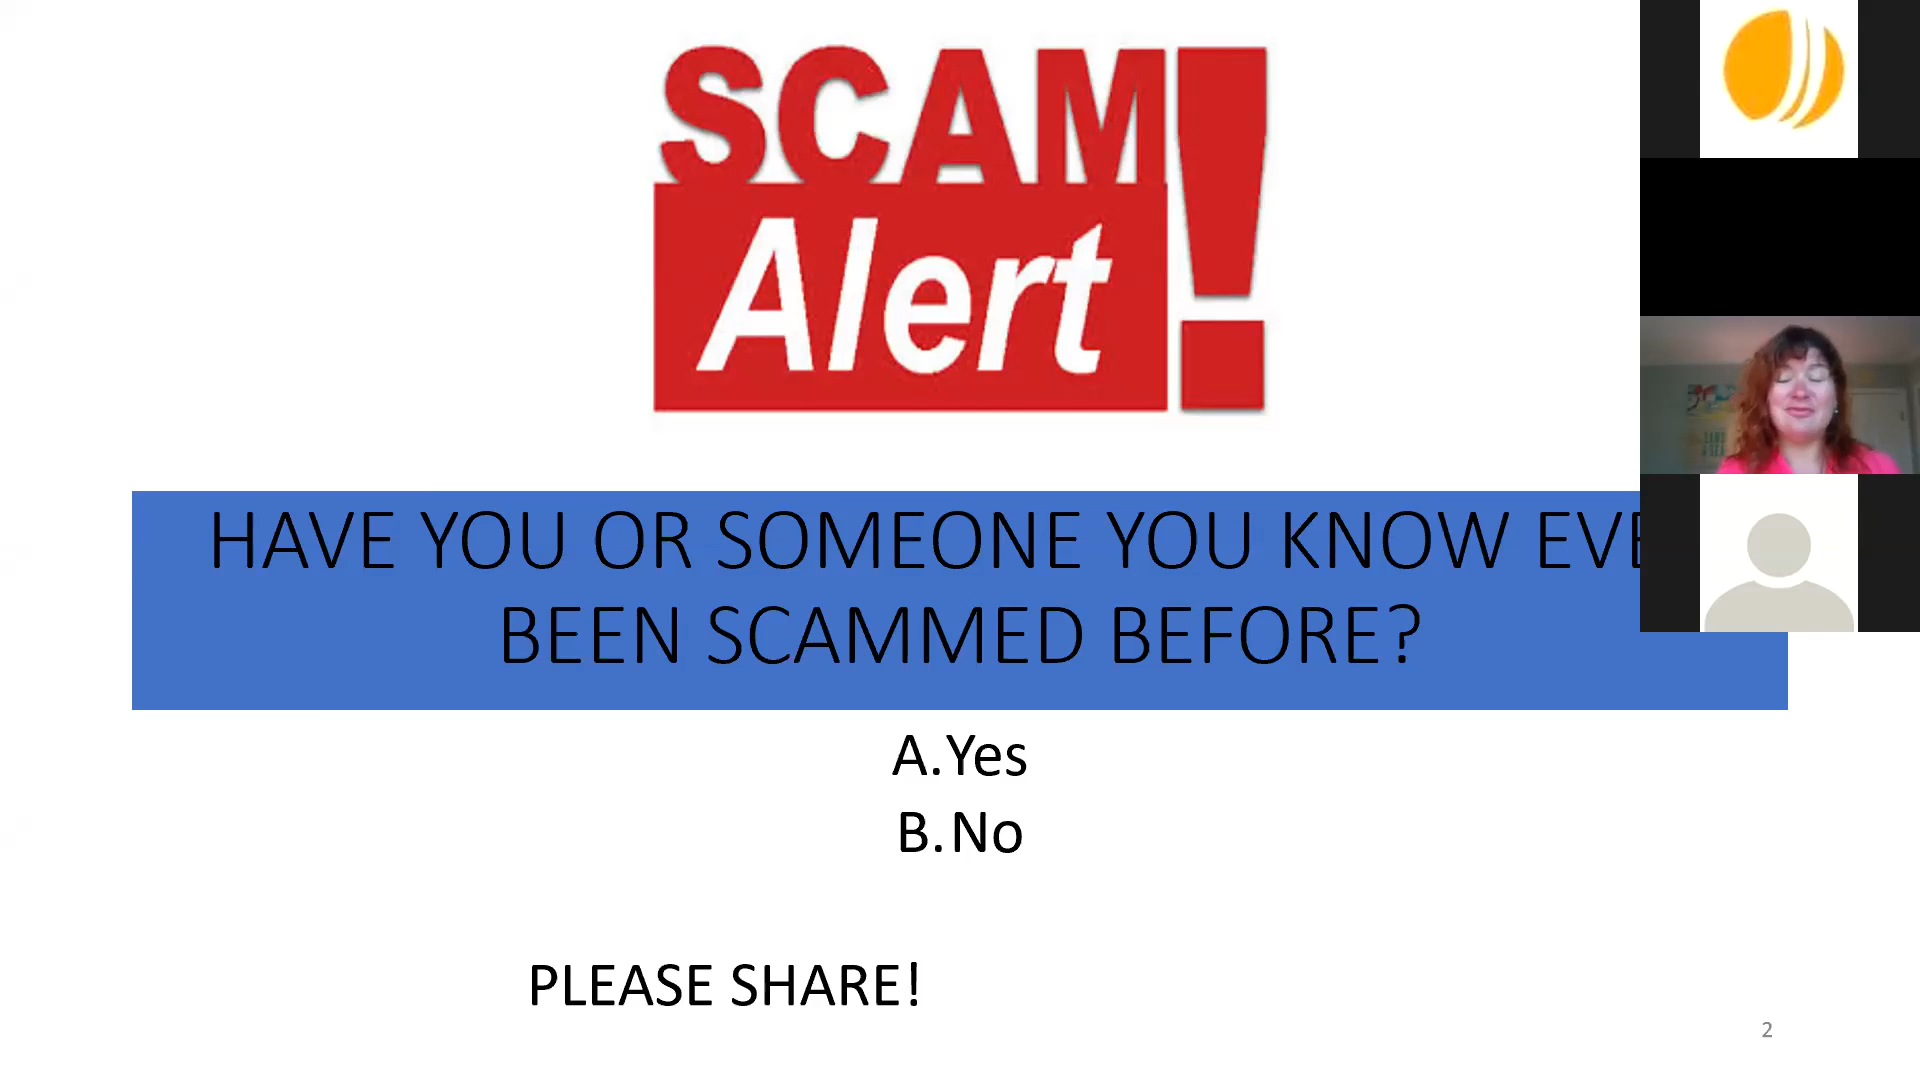 SCAM!
Alert
HAVE YOU OR SOMEONE YOU KNOW EVE
BEEN SCAMMED BEFORE?
A.Yes
B.No
PLEASE SHARE!
2